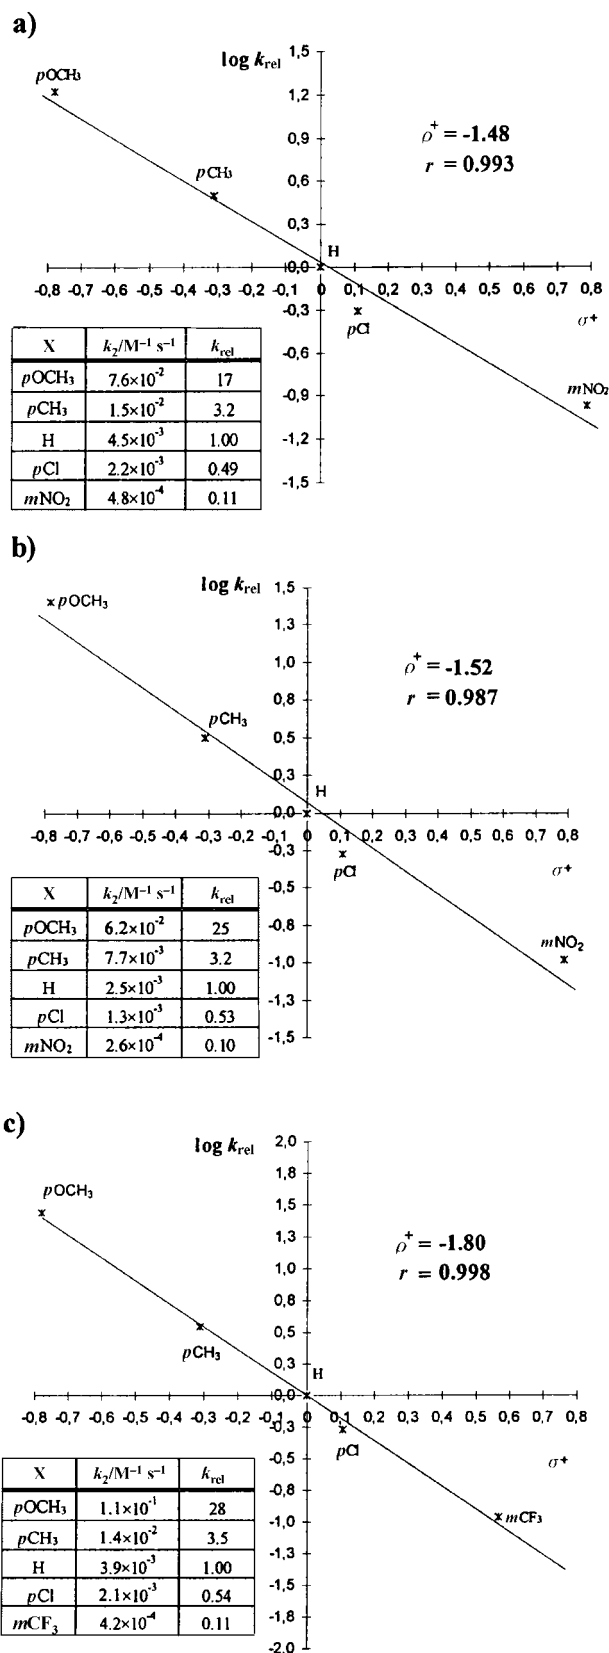 a)
log k_rel
1,5
1,2
0,9
0,6
0,3
0,0
-0,3
-0,6
-0,9
-1,2
-1,5
pOCH₃
pCH₃
H
pCl
mNO₂
ρ⁺ = -1.48
r = 0.993
-0,8 -0,7 -0,6 -0,5 -0,4 -0,3 -0,2 -0,1 0 0,1 0,2 0,3 0,4 0,5 0,6 0,7 0,8
σ⁺
X k₂/M⁻¹ s⁻¹ k_rel
pOCH₃ 7.6×10⁻² 17
pCH₃ 1.5×10⁻² 3.2
H 4.5×10⁻³ 1.00
pCl 2.2×10⁻³ 0.49
mNO₂ 4.8×10⁻⁴ 0.11
b)
log k_rel
1,5
1,3
1,0
0,8
0,5
0,3
0,0
-0,3
-0,5
-0,8
-1,0
-1,3
-1,5
pOCH₃
pCH₃
H
pCl
mNO₂
ρ⁺ = -1.52
r = 0.987
-0,8 -0,7 -0,6 -0,5 -0,4 -0,3 -0,2 -0,1 0 0,1 0,2 0,3 0,4 0,5 0,6 0,7 0,8
σ⁺
X k₂/M⁻¹ s⁻¹ k_rel
pOCH₃ 6.2×10⁻² 25
pCH₃ 7.7×10⁻³ 3.2
H 2.5×10⁻³ 1.00
pCl 1.3×10⁻³ 0.53
mNO₂ 2.6×10⁻⁴ 0.10
c)
log k_rel
2,0
1,8
1,5
1,3
1,0
0,8
0,5
0,3
0,0
-0,3
-0,5
-0,8
-1,0
-1,3
-1,5
-1,8
-2,0
pOCH₃
pCH₃
H
pCl
mCF₃
ρ⁺ = -1.80
r = 0.998
-0,8 -0,7 -0,6 -0,5 -0,4 -0,3 -0,2 -0,1 0 0,1 0,2 0,3 0,4 0,5 0,6 0,7 0,8
σ⁺
X k₂/M⁻¹ s⁻¹ k_rel
pOCH₃ 1.1×10⁻¹ 28
pCH₃ 1.4×10⁻² 3.5
H 3.9×10⁻³ 1.00
pCl 2.1×10⁻³ 0.54
mCF₃ 4.2×10⁻⁴ 0.11